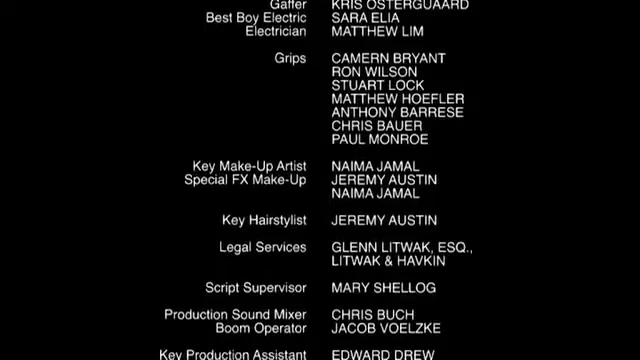 Gaffer KRIS OSTERGUAARD
Best Boy Electric SARA ELIA
Electrician MATTHEW LIM
Grips CAMERN BRYANT
RON WILSON
STUART LOCK
MATTHEW HOEFLER
ANTHONY BARRESE
CHRIS BAUER
PAUL MONROE
Key Make-Up Artist NAIMA JAMAL
Special FX Make-Up JEREMY AUSTIN
NAIMA JAMAL
Key Hairstylist JEREMY AUSTIN
Legal Services GLENN LITWAK, ESQ.,
LITWAK & HAVKIN
Script Supervisor MARY SHELLOG
Production Sound Mixer CHRIS BUCH
Boom Operator JACOB VOELZKE
Key Production Assistant EDWARD DREW